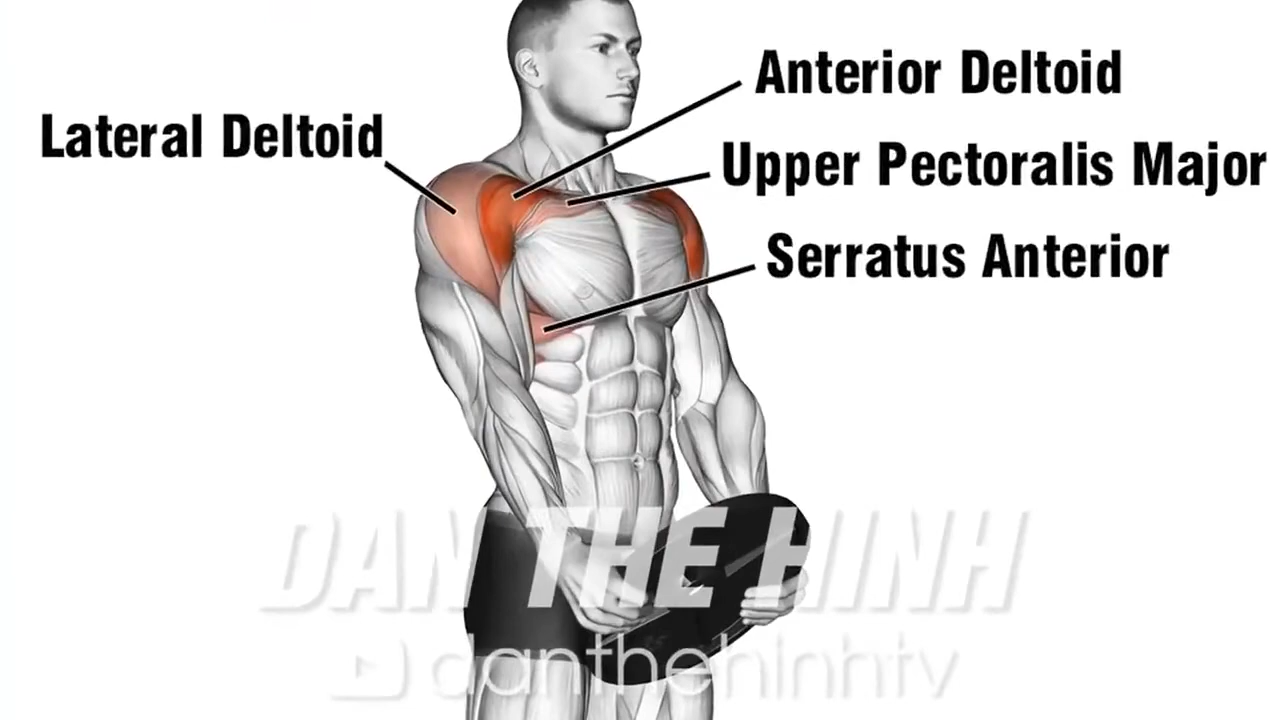 Anterior Deltoid
Lateral Deltoid
Upper Pectoralis Major
Serratus Anterior
DAN THE HINH
danthehinhtv